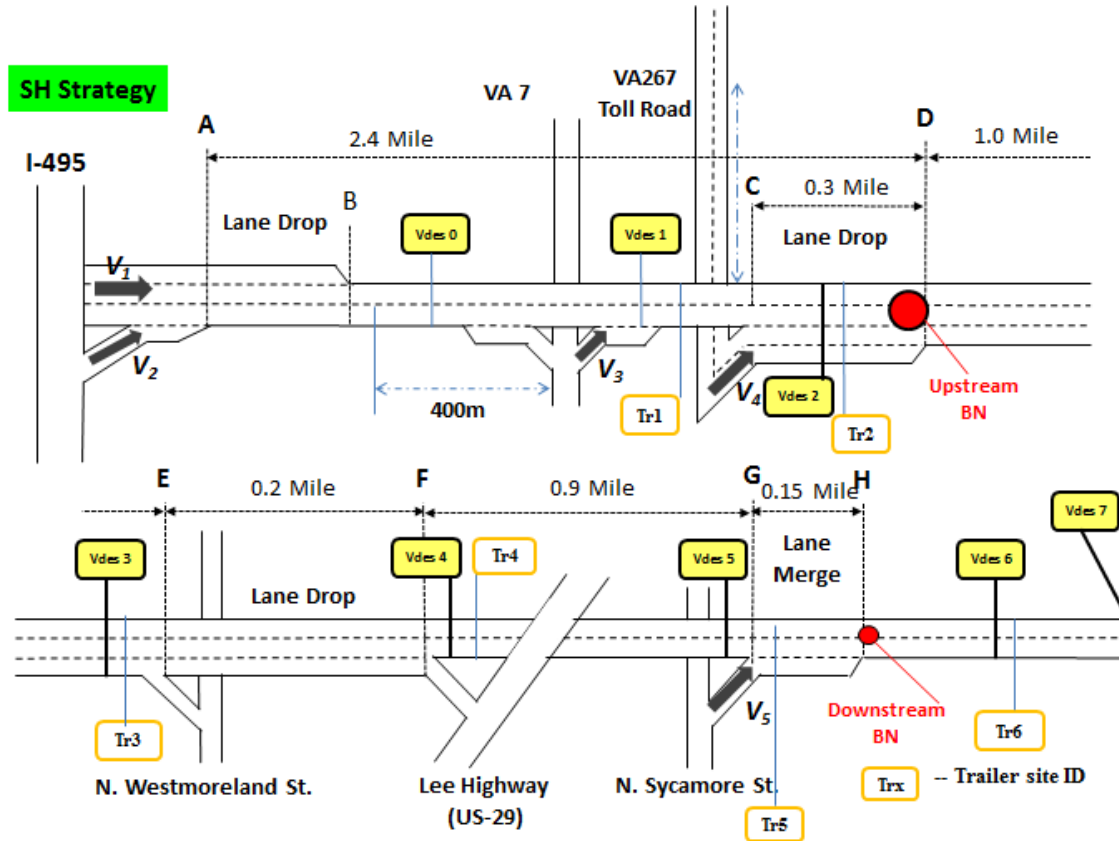 SH Strategy
VA 7
VA267
Toll Road
A
D
2.4 Mile
1.0 Mile
I-495
C
0.3 Mile
B
Lane Drop
Vdes 0
Vdes 1
Lane Drop
V1
V2
V3
V4
400m
Tr1
Vdes 2
Tr2
Upstream
BN
E
0.2 Mile
F
0.9 Mile
G
0.15 Mile
H
Vdes 7
Vdes 3
Vdes 4
Tr4
Vdes 5
Lane
Merge
Vdes 6
Lane Drop
V5
Tr3
Downstream
BN
Tr6
N. Westmoreland St.
Lee Highway
(US-29)
N. Sycamore St.
Trx
-- Trailer site ID
Tr5